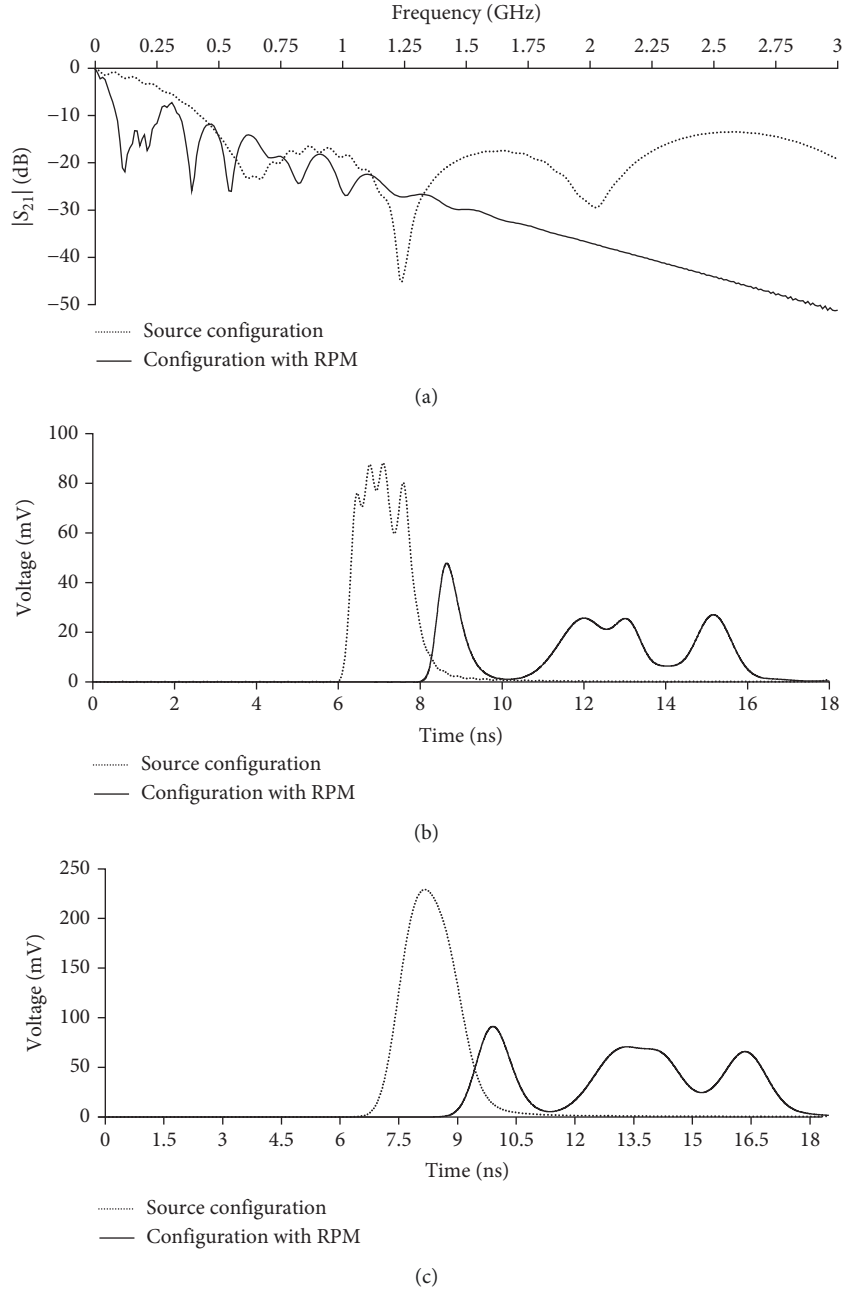 Frequency (GHz)
0 0.25 0.5 0.75 1 1.25 1.5 1.75 2 2.25 2.5 2.75 3
0
−10
−20
−30
−40
−50
|S21| (dB)
Source configuration
Configuration with RPM
(a)
100
80
60
40
20
0
Voltage (mV)
0 2 4 6 8 10 12 14 16 18
Time (ns)
Source configuration
Configuration with RPM
(b)
250
200
150
100
50
0
Voltage (mV)
0 1.5 3 4.5 6 7.5 9 10.5 12 13.5 15 16.5 18
Time (ns)
Source configuration
Configuration with RPM
(c)